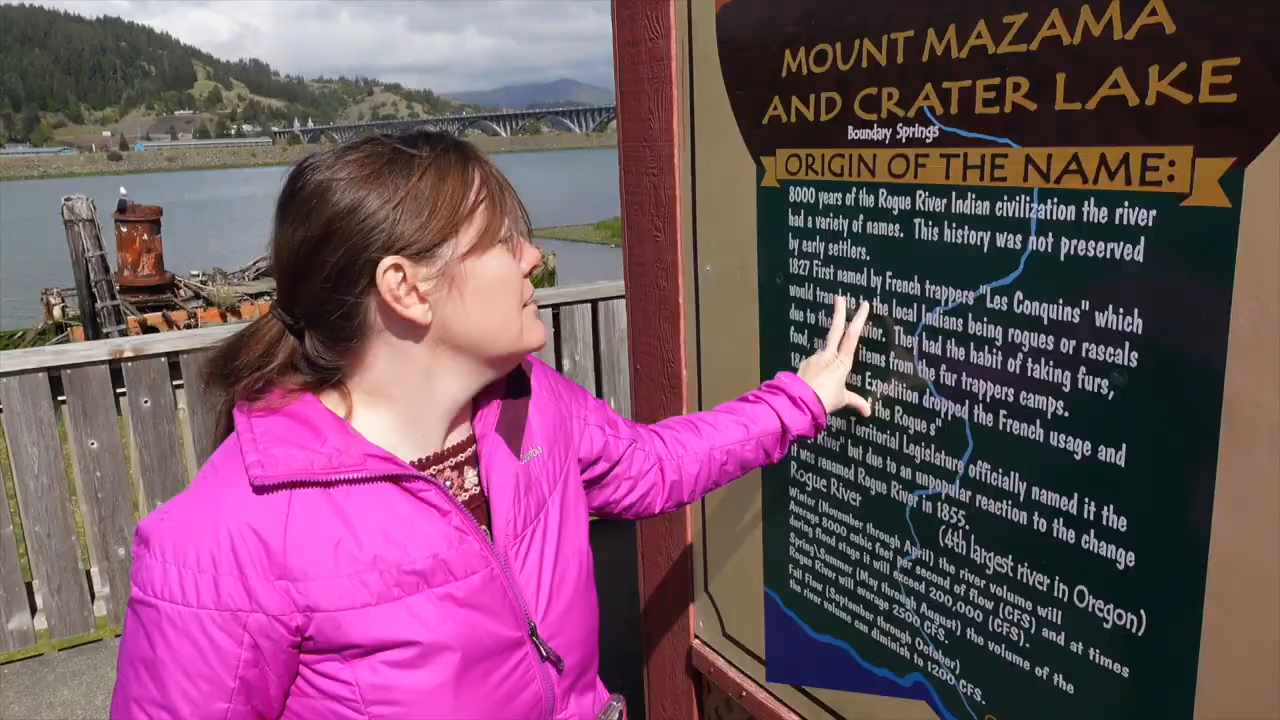 MOUNT MAZAMA
AND CRATER LAKE
Boundary Springs
ORIGIN OF THE NAME:
8000 years of the Rogue River Indian civilization the river
had a variety of names. This history was not preserved
by early settlers.
1827 First named by French trappers "Les Conquins" which
would to the local Indians being rogues or rascals
due to the They had the habit of taking furs,
food, items from the fur trappers camps.
Expedition dropped the French usage and
of the Rogue's"
Territorial Legislature officially named it the
River" but due to an unpopular reaction to the change
it was renamed Rogue River in 1855.
Rogue River (4th largest river in Oregon)
Winter (November through April) the river volume will
Average 8000 cubic feet per second of flow (CFS) and at times
during flood stage it will exceed 200,000 (CFS).
Spring\Summer (May through August) the volume of the
Rogue River will average 2500 CFS.
Fall Flow (September through October)
the river volume can diminish to 1200 CFS.
Columbia